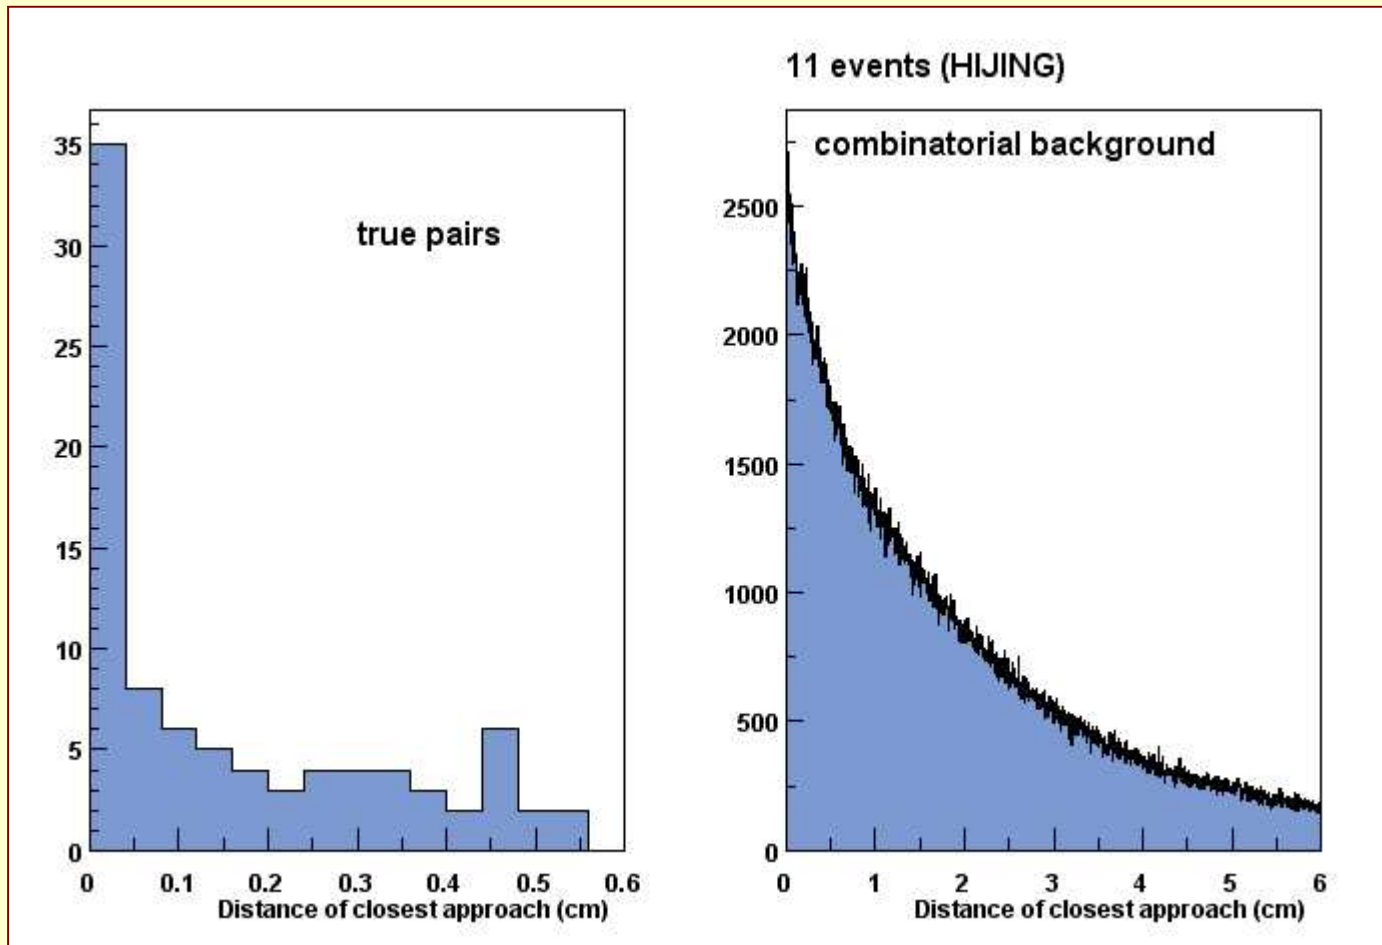 11 events (HIJING)
true pairs
35
30
25
20
15
10
5
0
0 0.1 0.2 0.3 0.4 0.5 0.6
Distance of closest approach (cm)
combinatorial background
2500
2000
1500
1000
500
0
0 1 2 3 4 5 6
Distance of closest approach (cm)